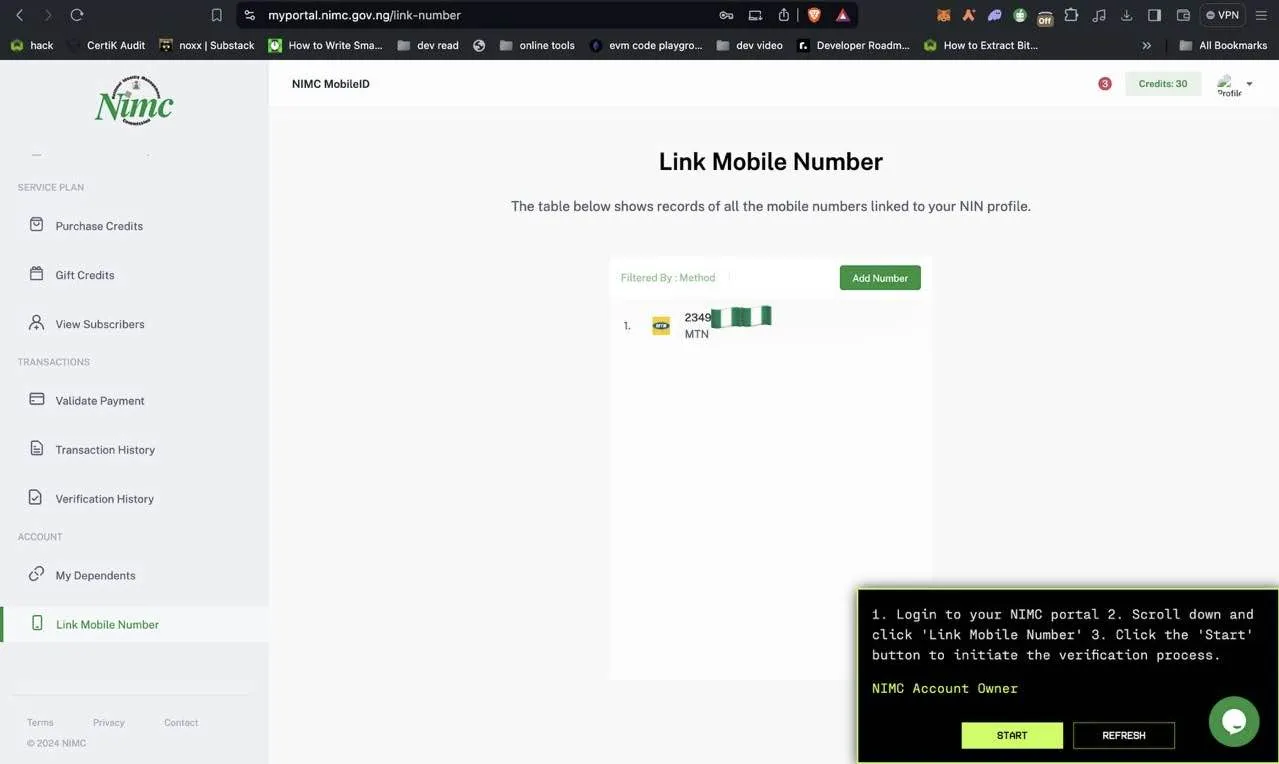 myportal.nimc.gov.ng/link-number
VPN
Off
hack
CertiK Audit
noxx | Substack
How to Write Sma...
dev read
online tools
evm code playgro...
dev video
r.
Developer Roadm...
How to Extract Bit...
»
All Bookmarks
Nimc
Commission
NIMC MobileID
3
Credits: 30
Profile
SERVICE PLAN
Purchase Credits
Gift Credits
View Subscribers
TRANSACTIONS
Validate Payment
Transaction History
Verification History
ACCOUNT
My Dependents
Link Mobile Number
Terms
Privacy
Contact
© 2024 NIMC
Link Mobile Number
The table below shows records of all the mobile numbers linked to your NIN profile.
Filtered By : Method
Add Number
1.
MTN
2349
MTN
1. Login to your NIMC portal 2. Scroll down and
click 'Link Mobile Number' 3. Click the 'Start'
button to initiate the verification process.
NIMC Account Owner
START
REFRESH